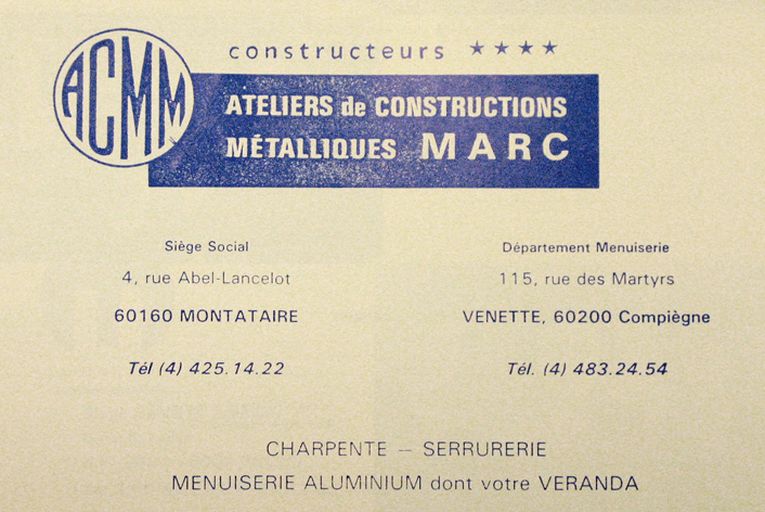 ACMM
constructeurs ★★★★
ATELIERS de CONSTRUCTIONS
MÉTALLIQUES MARC
Siège Social
4, rue Abel-Lancelot
60160 MONTATAIRE
Tél (4) 425.14.22
Département Menuiserie
115, rue des Martyrs
VENETTE, 60200 Compiègne
Tél. (4) 483.24.54
CHARPENTE – SERRURERIE
MENUISERIE ALUMINIUM dont votre VERANDA